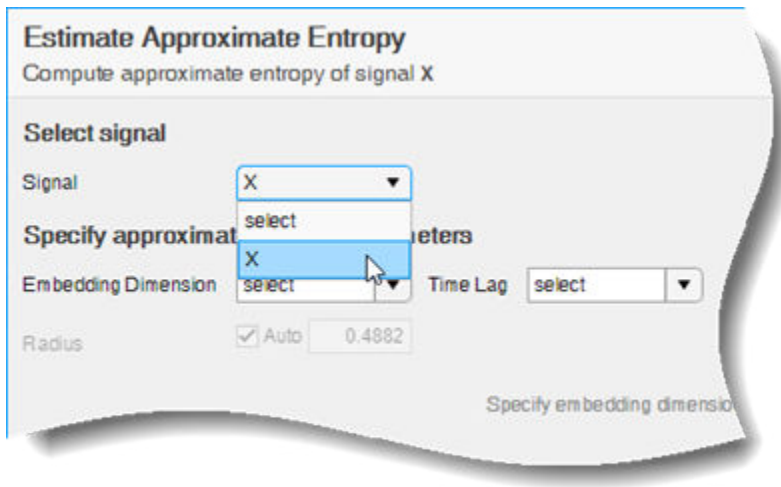 Estimate Approximate Entropy
Compute approximate entropy of signal X
Select signal
Signal X
select
Specify approximat eters
X
Embedding Dimension select Time Lag select
Radius Auto 0.4882
Specify embedding dimensio